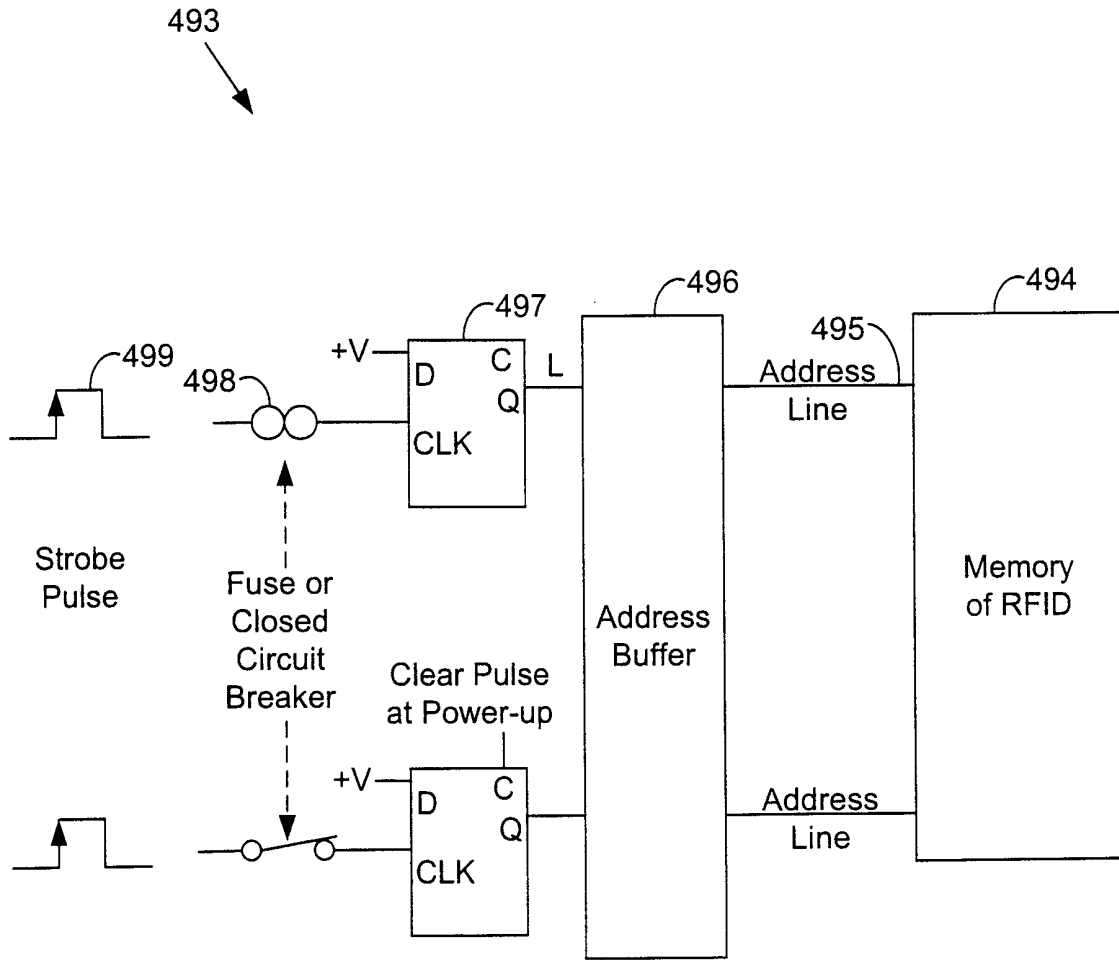 493
499
498
+V
497
D
C
Q
CLK
L
496
Address
Line
495
494
Strobe
Pulse
Fuse or
Closed
Circuit
Breaker
Clear Pulse
at Power-up
Address
Buffer
Memory
of RFID
+V
D
C
Q
CLK
Address
Line